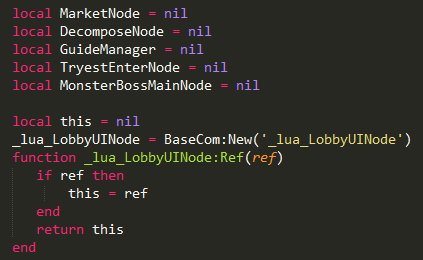 local MarketNode = nil
local DecomposeNode = nil
local GuideManager = nil
local TryestEnterNode = nil
local MonsterBossMainNode = nil

local this = nil
_lua_LobbyUINode = BaseCom:New('_lua_LobbyUINode')
function _lua_LobbyUINode:Ref(ref)
    if ref then
        this = ref
    end
    return this
end